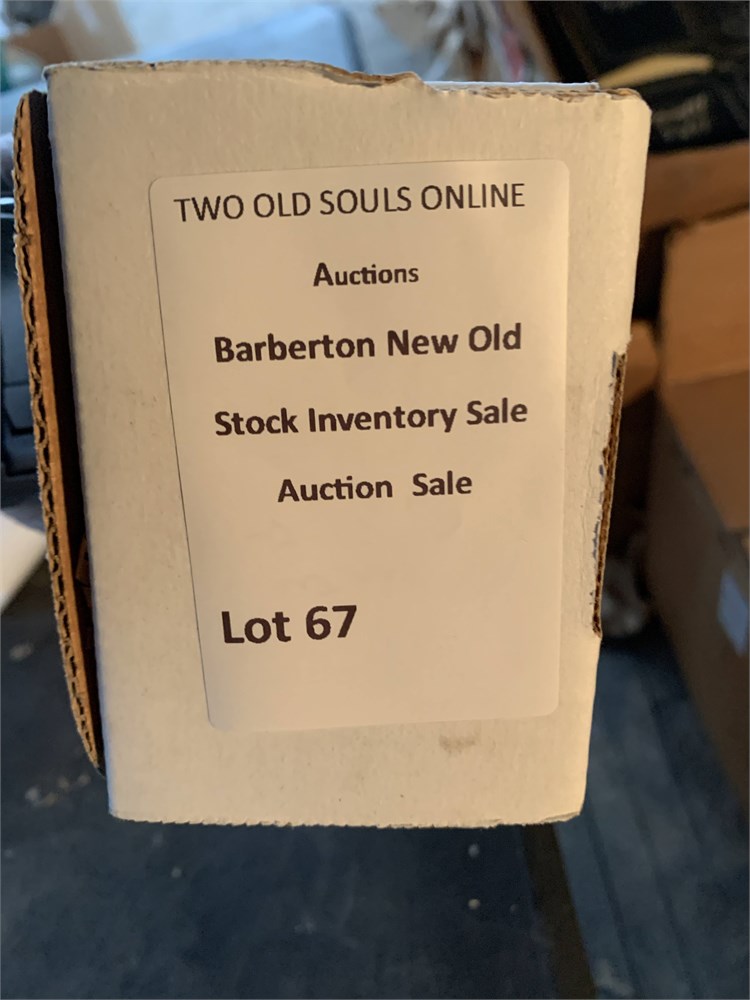 TWO OLD SOULS ONLINE
Auctions
Barberton New Old
Stock Inventory Sale
Auction Sale
Lot 67